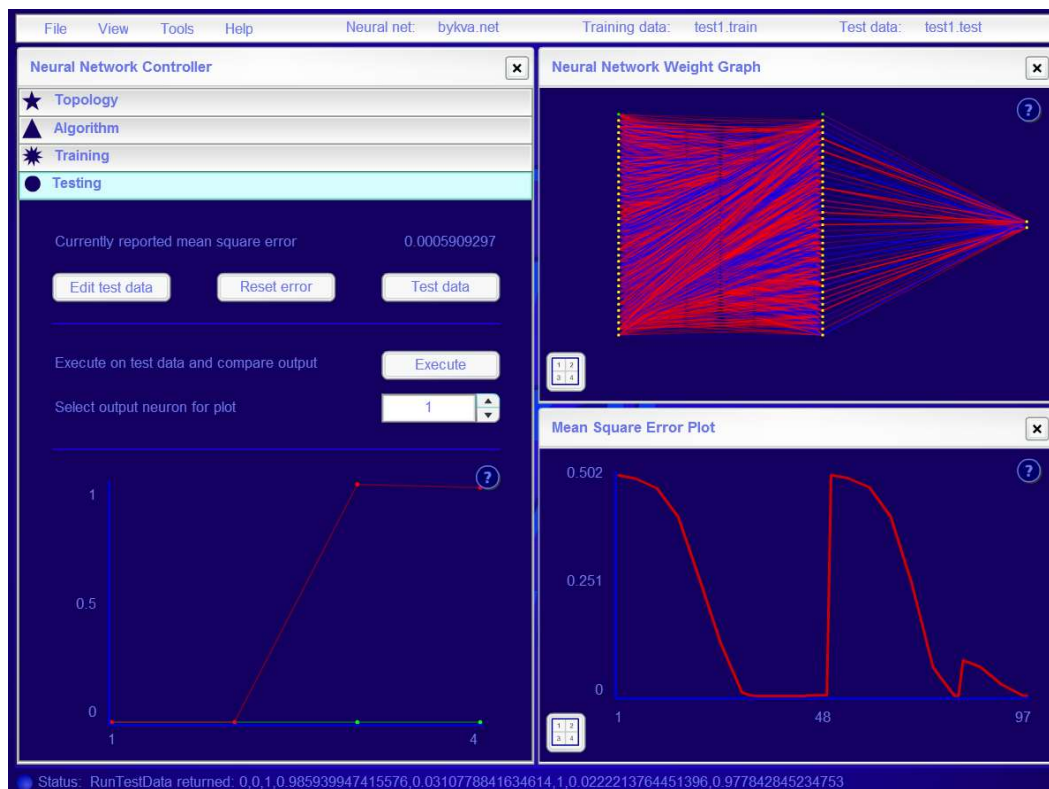 File View Tools Help Neural net: bykva.net Training data: test1.train Test data: test1.test
Neural Network Controller
Topology
Algorithm
Training
Testing
Currently reported mean square error 0.0005909297
Edit test data Reset error Test data
Execute on test data and compare output Execute
Select output neuron for plot 1
?
1
0.5
0
1 4
Neural Network Weight Graph
?
1 2
3 4
Mean Square Error Plot
?
0.502
0.251
0
1 48 97
1 2
3 4
Status: RunTestData returned: 0,0,1,0.985939947415576,0.0310778841634614,1,0.0222213764451396,0.977842845234753